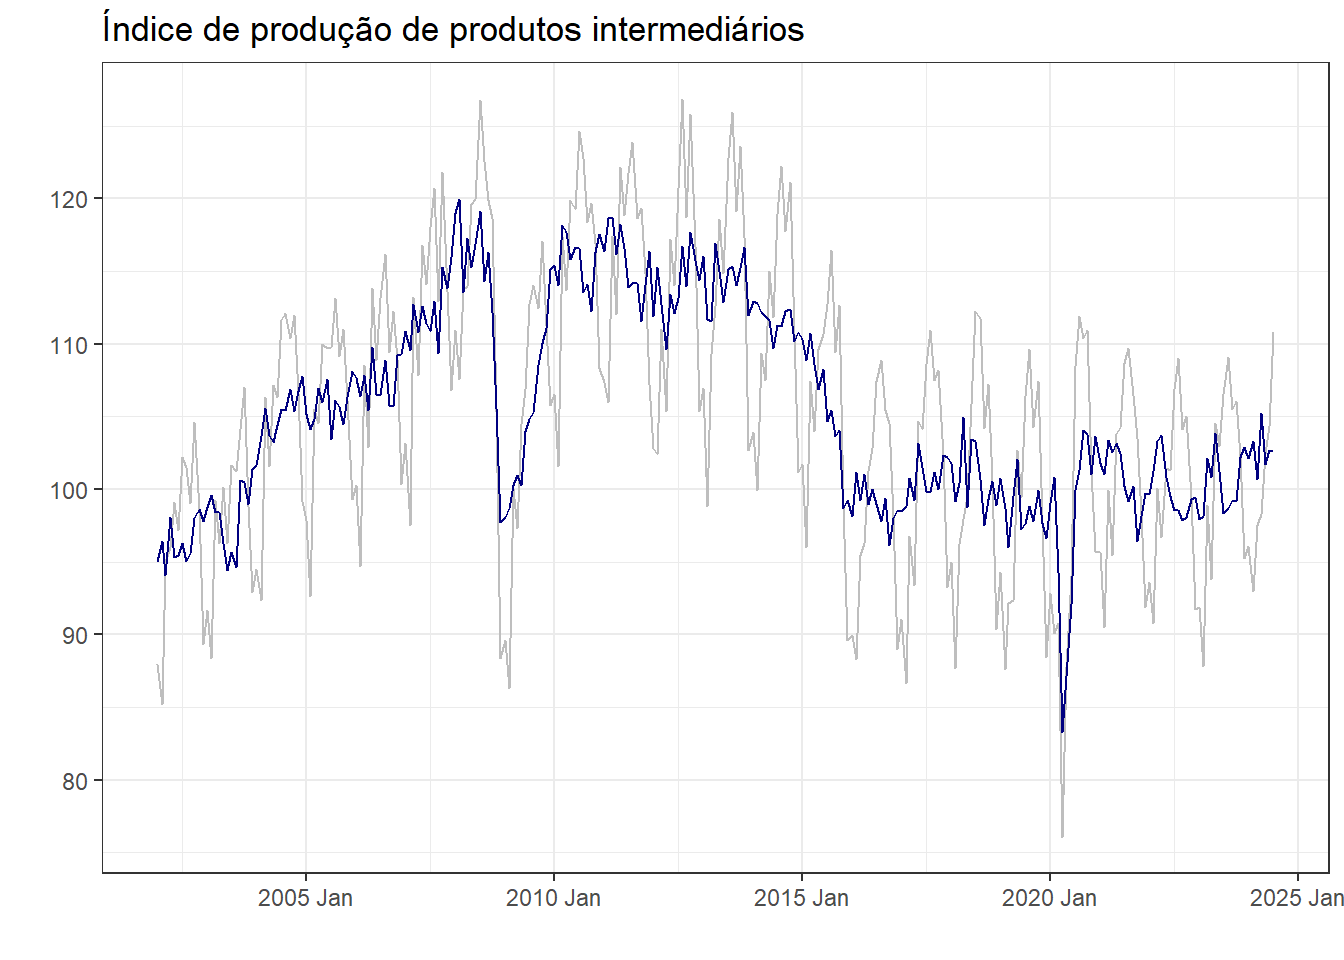 Índice de produção de produtos intermediários
120
110
100
90
80
2005 Jan
2010 Jan
2015 Jan
2020 Jan
2025 Jan